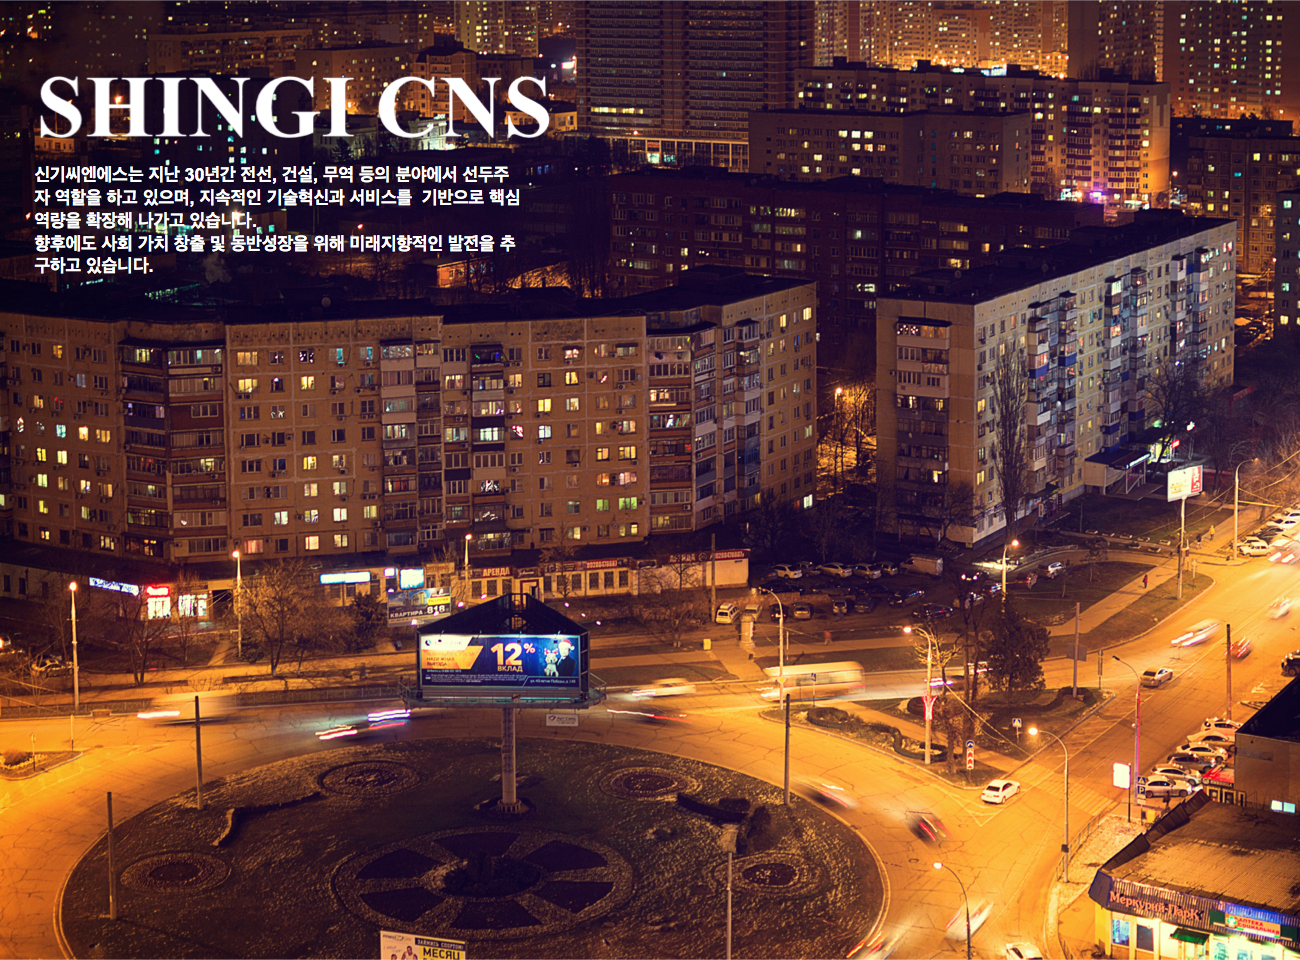 SHINGI CNS
신기씨엔에스는 지난 30년간 전선, 건설, 무역 등의 분야에서 선두주
자 역할을 하고 있으며, 지속적인 기술혁신과 서비스를 기반으로 핵심
역량을 확장해 나가고 있습니다.
향후에도 사회 가치 창출 및 동반성장을 위해 미래지향적인 발전을 추
구하고 있습니다.
АРЕНДА
КВАРТИРА 818
12%
ВКЛАД
Меркурий-ПарК
АПТЕКА
МЕСЯЦ